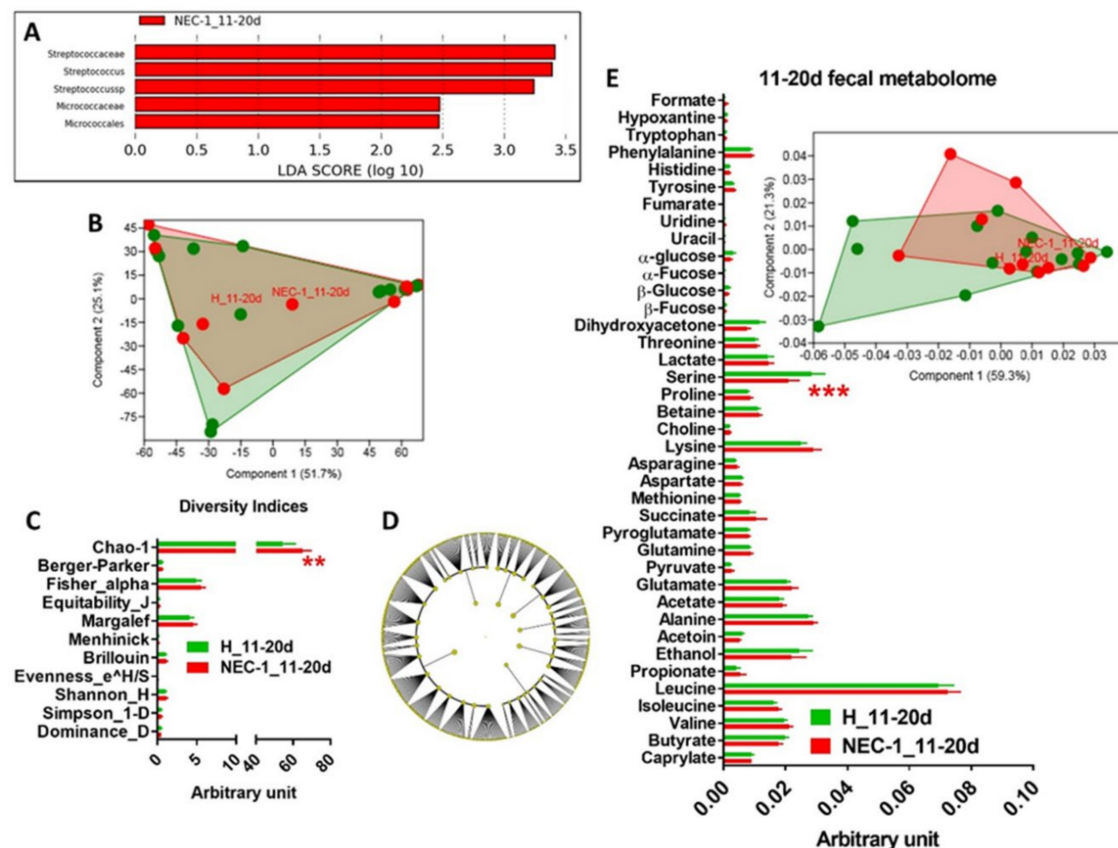 A
NEC-1_11-20d
Streptococcaceae
Streptococcus
Streptococcussp
Micrococcaceae
Micrococcales
0.0 0.5 1.0 1.5 2.0 2.5 3.0 3.5
LDA SCORE (log 10)
B
Component 2 (25.1%)
45
30
15
0
-15
-30
-45
-60
-75
H_11-20d
NEC-1_11-20d
-60 -45 -30 -15 0 15 30 45 60
Component 1 (51.7%)
C
Diversity Indices
Chao-1
Berger-Parker
Fisher_alpha
Equitability_J
Margalef
Menhinick
Brillouin
Evenness_e^H/S
Shannon_H
Simpson_1-D
Dominance_D
**
H_11-20d
NEC-1_11-20d
0 5 10 40 60 80
Arbitrary unit
D
E
11-20d fecal metabolome
Formate
Hypoxantine
Tryptophan
Phenylalanine
Histidine
Tyrosine
Fumarate
Uridine
Uracil
α-glucose
α-Fucose
β-Glucose
β-Fucose
Dihydroxyacetone
Threonine
Lactate
Serine
Proline
Betaine
Choline
Lysine
Asparagine
Aspartate
Methionine
Succinate
Pyroglutamate
Glutamine
Pyruvate
Glutamate
Acetate
Alanine
Acetoin
Ethanol
Propionate
Leucine
Isoleucine
Valine
Butyrate
Caprylate
***
H_11-20d
NEC-1_11-20d
0.00 0.02 0.04 0.06 0.08 0.10
Arbitrary unit
Component 2 (21.3%)
0.04
0.03
0.02
0.01
0.00
-0.01
-0.02
-0.03
-0.04
NEC-1_11-20d
-0.06 -0.05 -0.04 -0.03 -0.02 -0.01 0.00 0.01 0.02 0.03
Component 1 (59.3%)